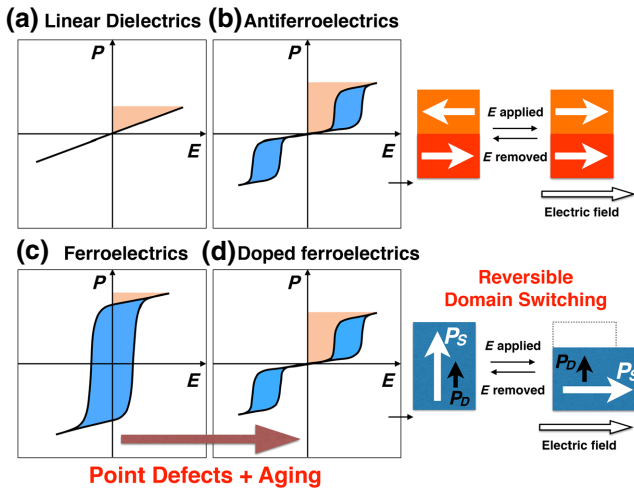 (a) Linear Dielectrics
P
E
(b) Antiferroelectrics
P
E
E applied
E removed
Electric field
(c) Ferroelectrics
P
E
(d) Doped ferroelectrics
P
E
Reversible
Domain Switching
PS
PD
E applied
E removed
PD
PS
Electric field
Point Defects + Aging